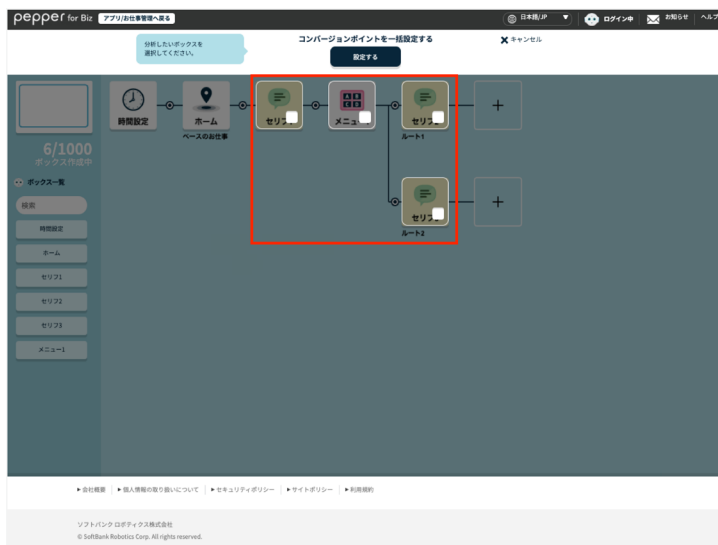 pepper for Biz アプリ/お仕事管理へ戻る 日本語/JP ▼ ログイン中 お知らせ ヘルプ
分析したいボックスを
選択してください。
コンバージョンポイントを一括設定する
✖ キャンセル
設定する
時間設定
ホーム
ベースのお仕事
セリフ
メニュー
セリフ
ルート1
セリフ
ルート2
6/1000
ボックス作成中
ボックス一覧
検索
時間設定
ホーム
セリフ1
セリフ2
セリフ3
メニュー1
▶会社概要 ▶個人情報の取り扱いについて ▶セキュリティポリシー ▶サイトポリシー ▶利用規約
ソフトバンク ロボティクス株式会社
© SoftBank Robotics Corp. All rights reserved.